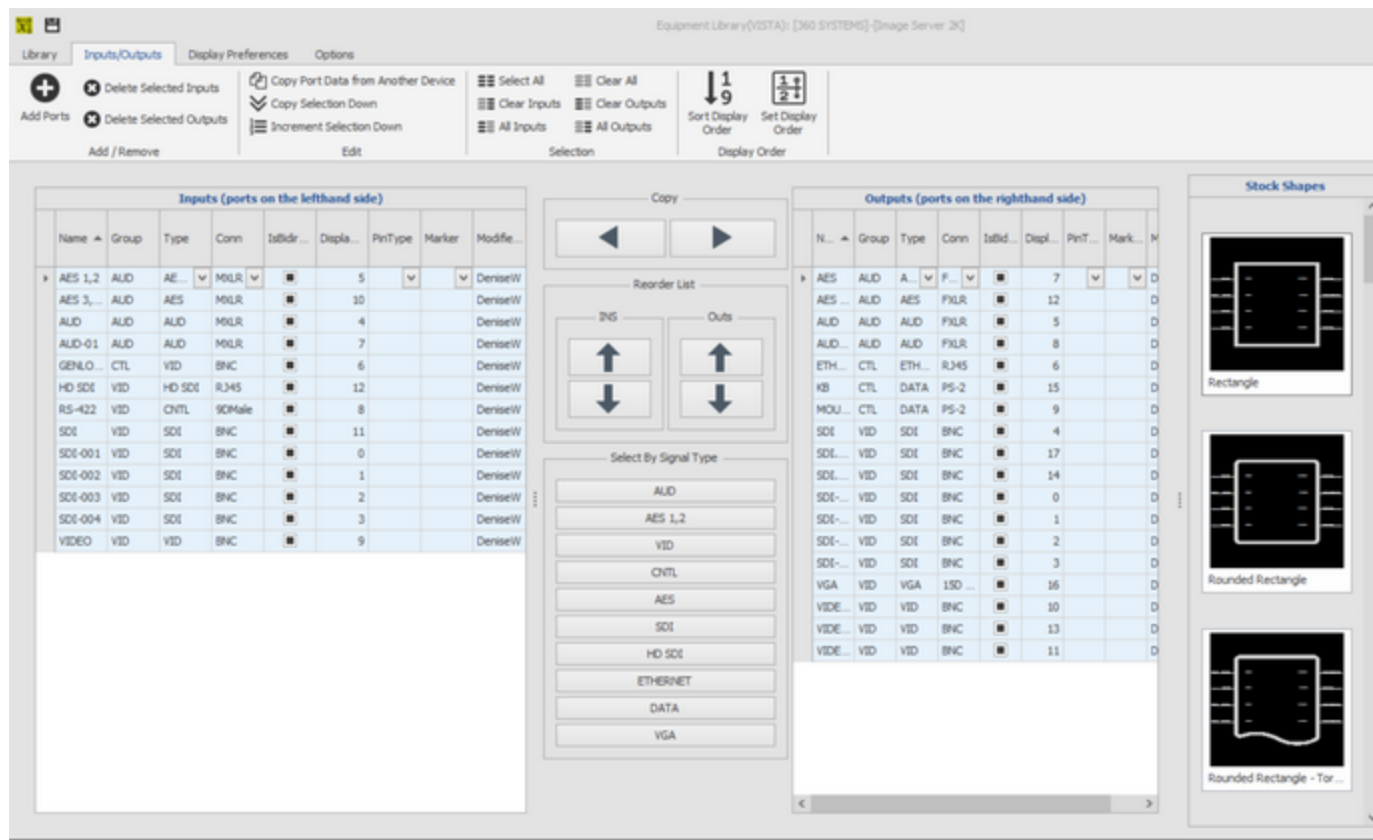 Equipment Library(VISTA): [360 SYSTEMS]-[Image Server 2K]
Library Inputs/Outputs Display Preferences Options
Add Ports
Delete Selected Inputs
Delete Selected Outputs
Add / Remove
Copy Port Data from Another Device
Copy Selection Down
Increment Selection Down
Edit
Select All Clear All
Clear Inputs Clear Outputs
All Inputs All Outputs
Selection
Sort Display Order
Set Display Order
Display Order
Inputs (ports on the lefthand side)
Name Group Type Conn IsBidr... Displa... PinType Marker Modifie...
AES 1,2 AUD AE... MXLR 5 DeniseW
AES 3,... AUD AES MXLR 10 DeniseW
AUD AUD AUD MXLR 4 DeniseW
AUD-01 AUD AUD MXLR 7 DeniseW
GENLO... CTL VID BNC 6 DeniseW
HD SDI VID HD SDI RJ45 12 DeniseW
RS-422 VID CNTL 9DMale 8 DeniseW
SDI VID SDI BNC 11 DeniseW
SDI-001 VID SDI BNC 0 DeniseW
SDI-002 VID SDI BNC 1 DeniseW
SDI-003 VID SDI BNC 2 DeniseW
SDI-004 VID SDI BNC 3 DeniseW
VIDEO VID VID BNC 9 DeniseW
Copy
Reorder List
INS Outs
Select By Signal Type
AUD
AES 1,2
VID
CNTL
AES
SDI
HD SDI
ETHERNET
DATA
VGA
Outputs (ports on the righthand side)
N... Group Type Conn IsBid... Displ... PinT... Mark... M
AES AUD A... F... 7 D
AES ... AUD AES FXLR 12 D
AUD AUD AUD FXLR 5 D
AUD... AUD AUD FXLR 8 D
ETH... CTL ETH... RJ45 6 D
KB CTL DATA PS-2 15 D
MOU... CTL DATA PS-2 9 D
SDI VID SDI BNC 4 D
SDI... VID SDI BNC 17 D
SDI... VID SDI BNC 14 D
SDI-... VID SDI BNC 0 D
SDI-... VID SDI BNC 1 D
SDI-... VID SDI BNC 2 D
SDI-... VID SDI BNC 3 D
VGA VID VGA 15D ... 16 D
VIDE... VID VID BNC 10 D
VIDE... VID VID BNC 13 D
VIDE... VID VID BNC 11 D
Stock Shapes
Rectangle
Rounded Rectangle
Rounded Rectangle - Tor...